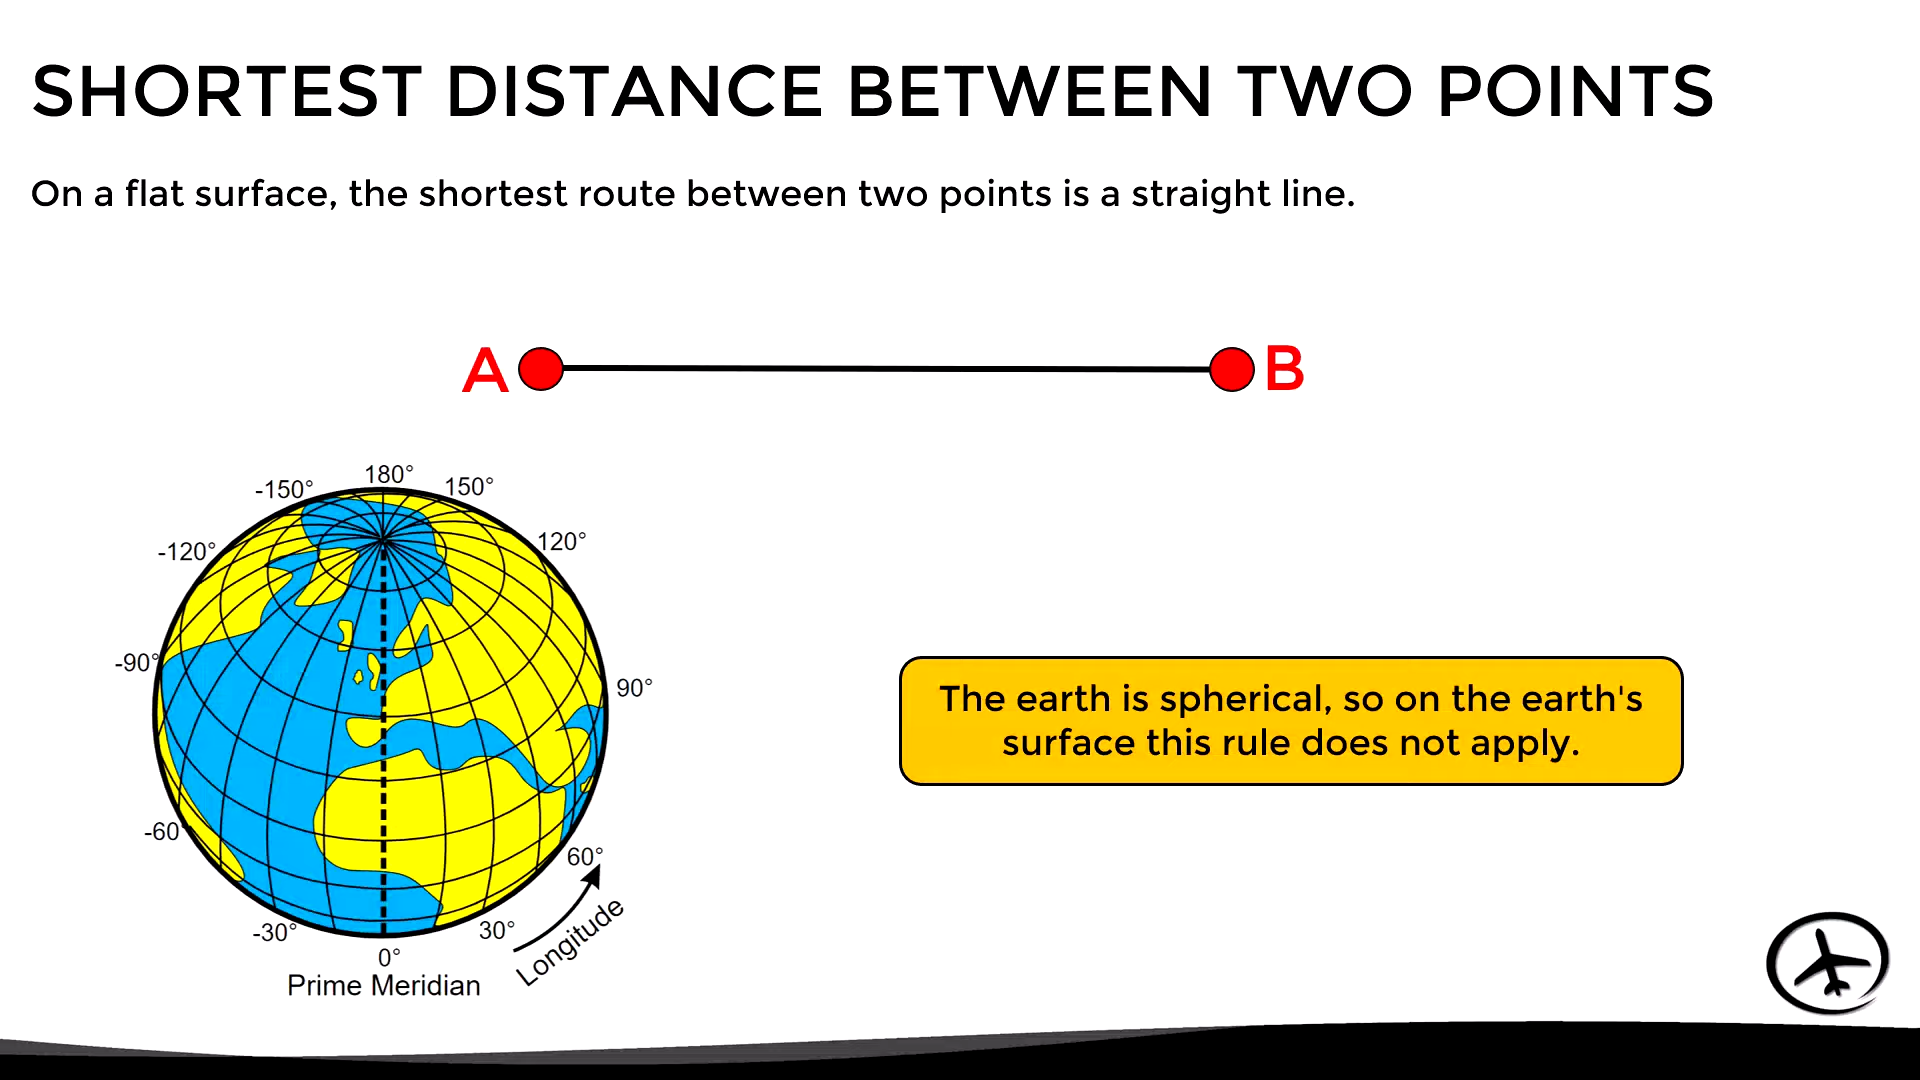 SHORTEST DISTANCE BETWEEN TWO POINTS
On a flat surface, the shortest route between two points is a straight line.
A
B
180°
-150°
150°
-120°
120°
-90°
90°
The earth is spherical, so on the earth's
surface this rule does not apply.
-60°
60°
-30°
30°
Longitude
0°
Prime Meridian